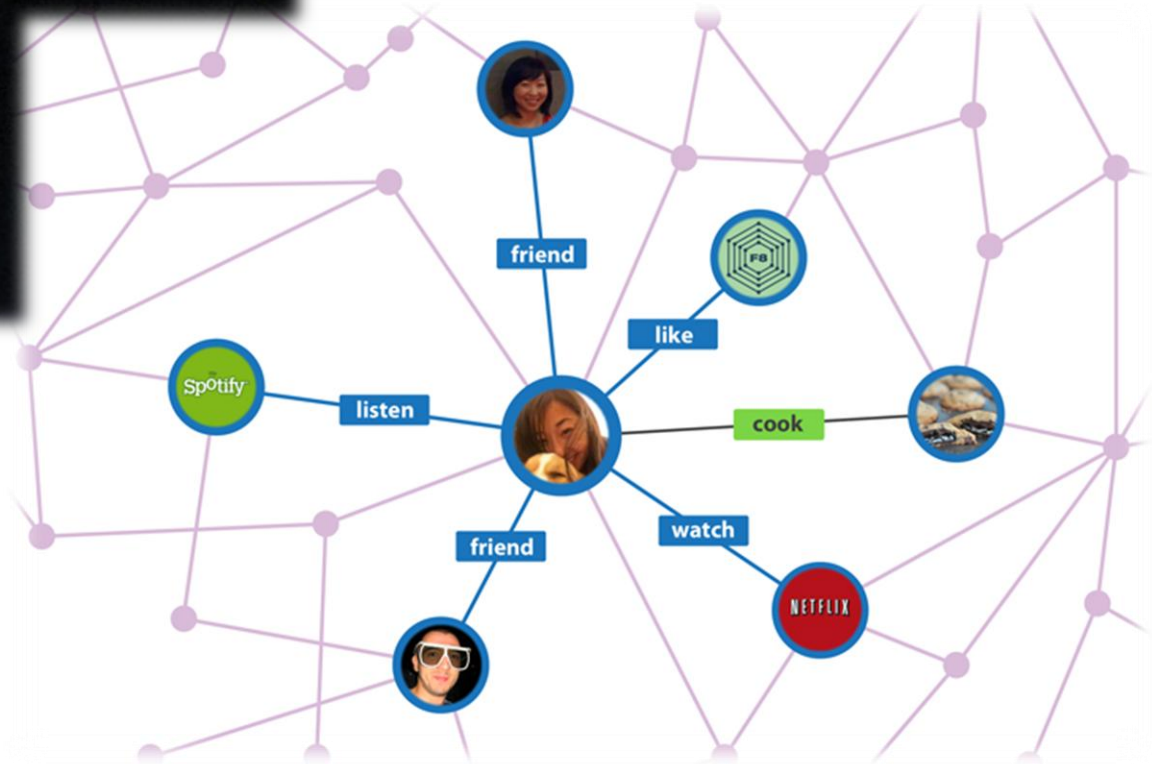 friend
F8
like
Spotify
listen
cook
friend
watch
NETFLIX